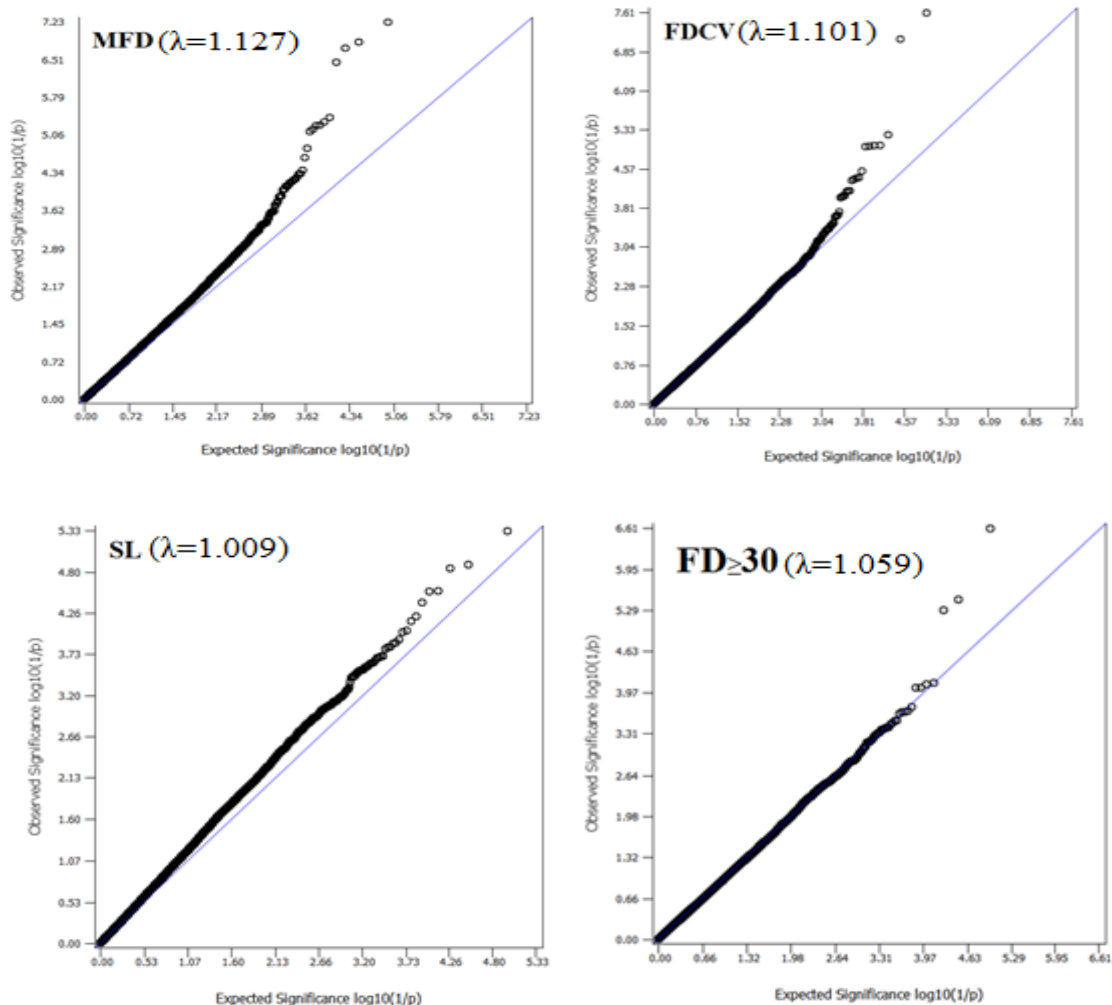 MFD (λ=1.127)
7.23
6.51
5.79
5.06
4.34
3.62
2.89
2.17
1.45
0.72
0.00
Observed Significance log10(1/p)
0.00 0.72 1.45 2.17 2.89 3.62 4.34 5.06 5.79 6.51 7.23
Expected Significance log10(1/p)
FDCV (λ=1.101)
7.61
6.85
6.09
5.33
4.57
3.81
3.04
2.28
1.52
0.76
0.00
Observed Significance log10(1/p)
0.00 0.76 1.52 2.28 3.04 3.81 4.57 5.33 6.09 6.85 7.61
Expected Significance log10(1/p)
SL (λ=1.009)
5.33
4.80
4.26
3.73
3.20
2.66
2.13
1.60
1.07
0.53
0.00
Observed Significance log10(1/p)
0.00 0.53 1.07 1.60 2.13 2.66 3.20 3.73 4.26 4.80 5.33
Expected Significance log10(1/p)
FD≥30 (λ=1.059)
6.61
5.95
5.29
4.63
3.97
3.31
2.64
1.98
1.32
0.66
0.00
Observed Significance log10(1/p)
0.00 0.66 1.32 1.98 2.64 3.31 3.97 4.63 5.29 5.95 6.61
Expected Significance log10(1/p)